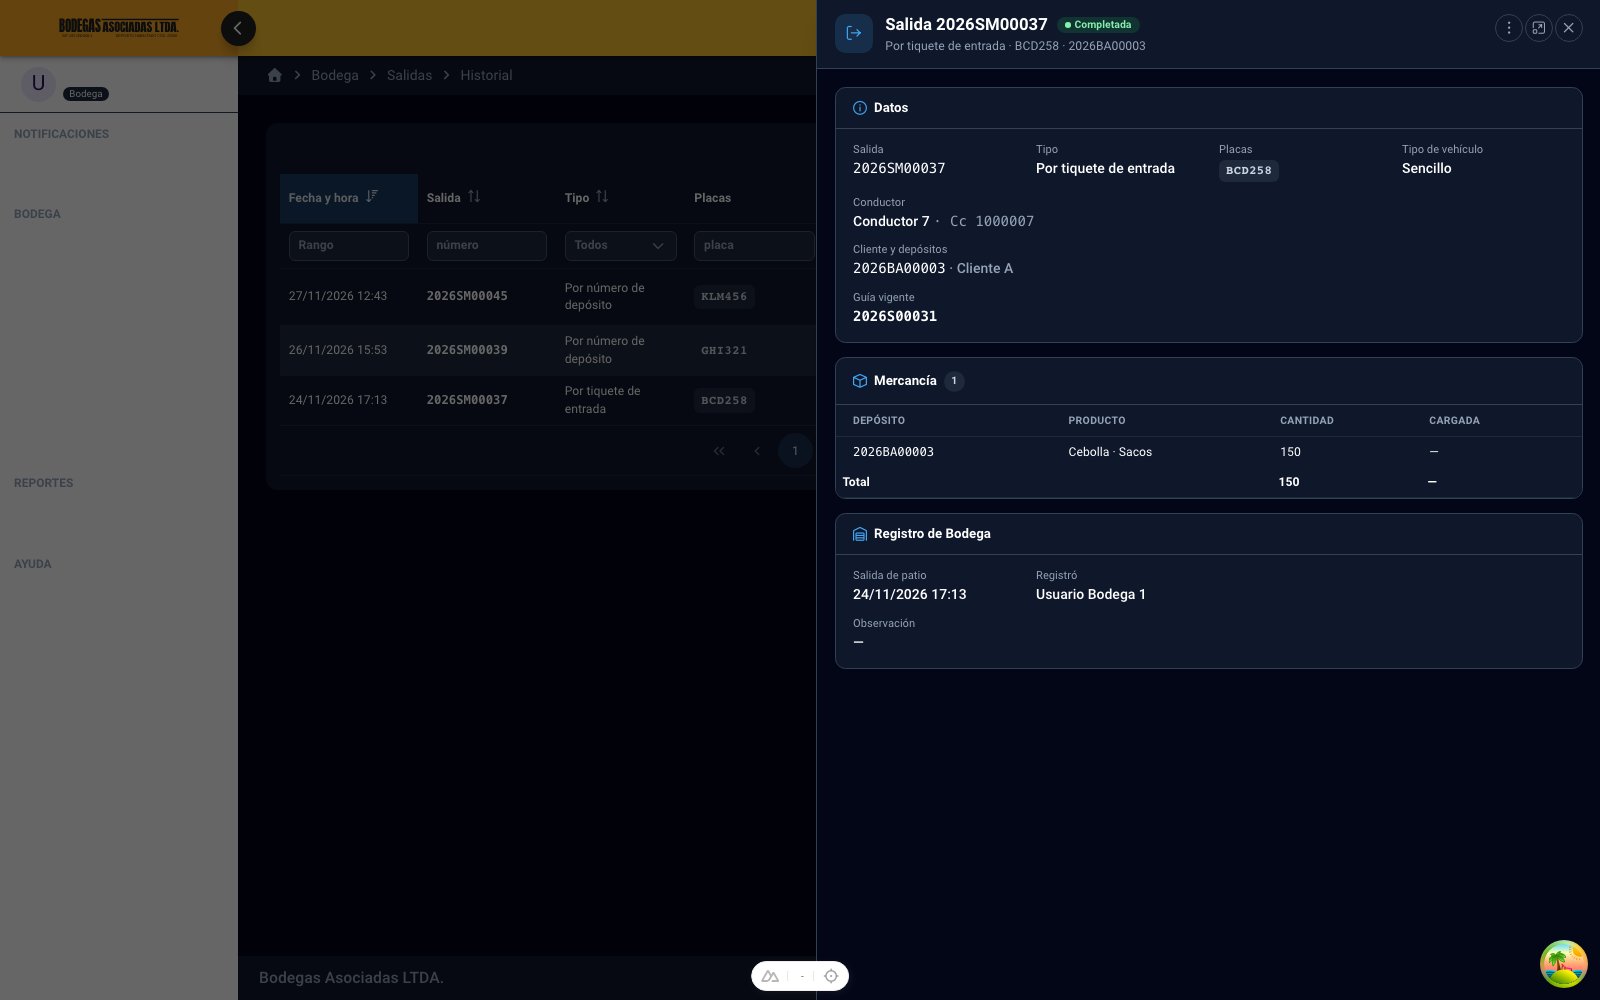 BODEGAS ASOCIADAS LTDA.
U
Bodega
NOTIFICACIONES
BODEGA
REPORTES
AYUDA
Bodega
Salidas
Historial
Fecha y hora
Salida
Tipo
Placas
Rango
número
Todos
placa
27/11/2026 12:43
2026SM00045
Por número de
depósito
KLM456
26/11/2026 15:53
2026SM00039
Por número de
depósito
GHI321
24/11/2026 17:13
2026SM00037
Por tiquete de
entrada
BCD258
1
Bodegas Asociadas LTDA.
Salida 2026SM00037
Completada
Por tiquete de entrada · BCD258 · 2026BA00003
Datos
Salida
Tipo
Placas
Tipo de vehículo
2026SM00037
Por tiquete de entrada
BCD258
Sencillo
Conductor
Conductor 7 · Cc 1000007
Cliente y depósitos
2026BA00003 · Cliente A
Guía vigente
2026S00031
Mercancía 1
DEPÓSITO
PRODUCTO
CANTIDAD
CARGADA
2026BA00003
Cebolla · Sacos
150
—
Total
150
—
Registro de Bodega
Salida de patio
Registró
24/11/2026 17:13
Usuario Bodega 1
Observación
—
-